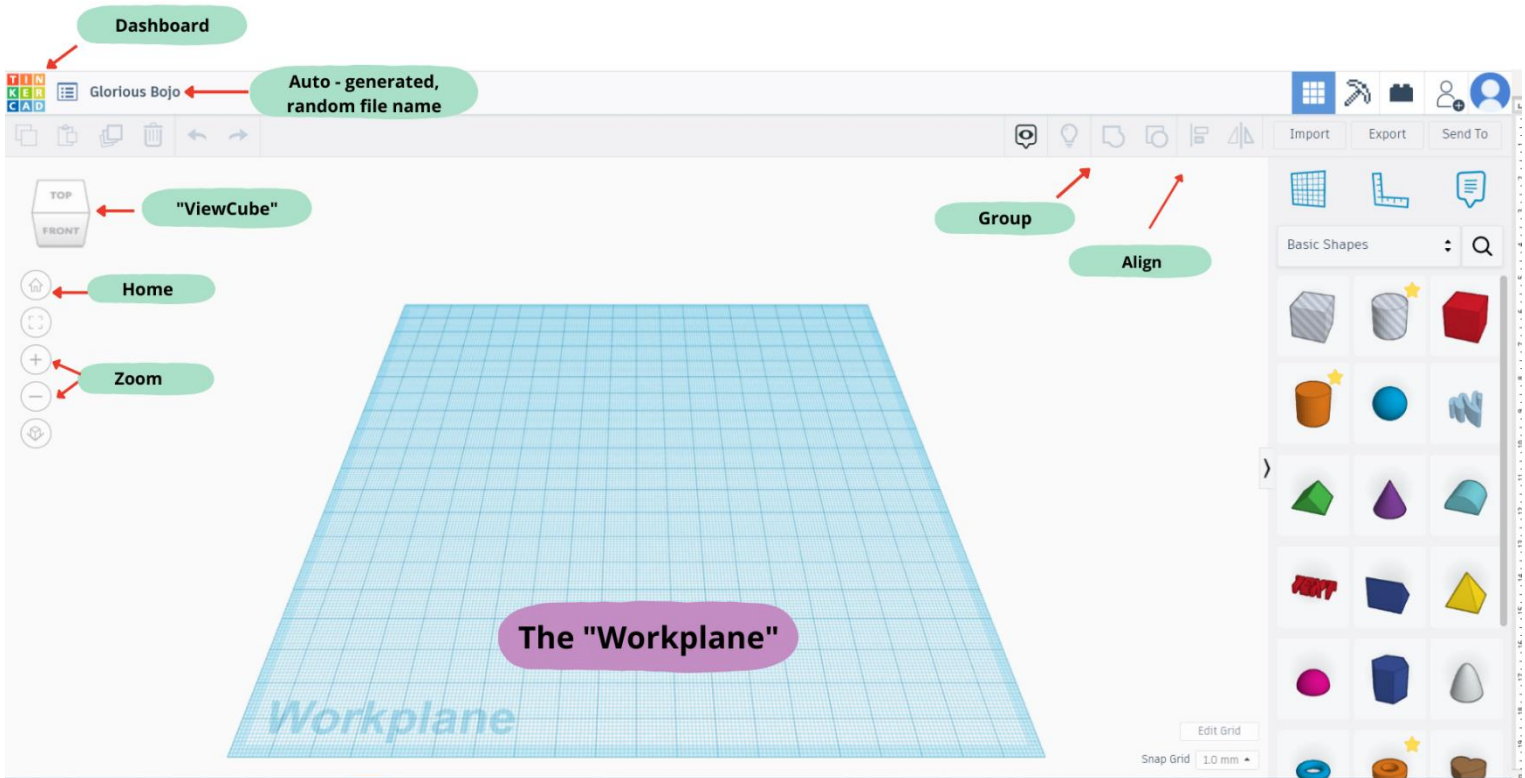 Dashboard
TIN
KER
CAD
Glorious Bojo
Auto - generated,
random file name
Import
Export
Send To
TOP
FRONT
"ViewCube"
Group
Align
Basic Shapes
Home
Zoom
TEXT
The "Workplane"
Workplane
Edit Grid
Snap Grid
1.0 mm